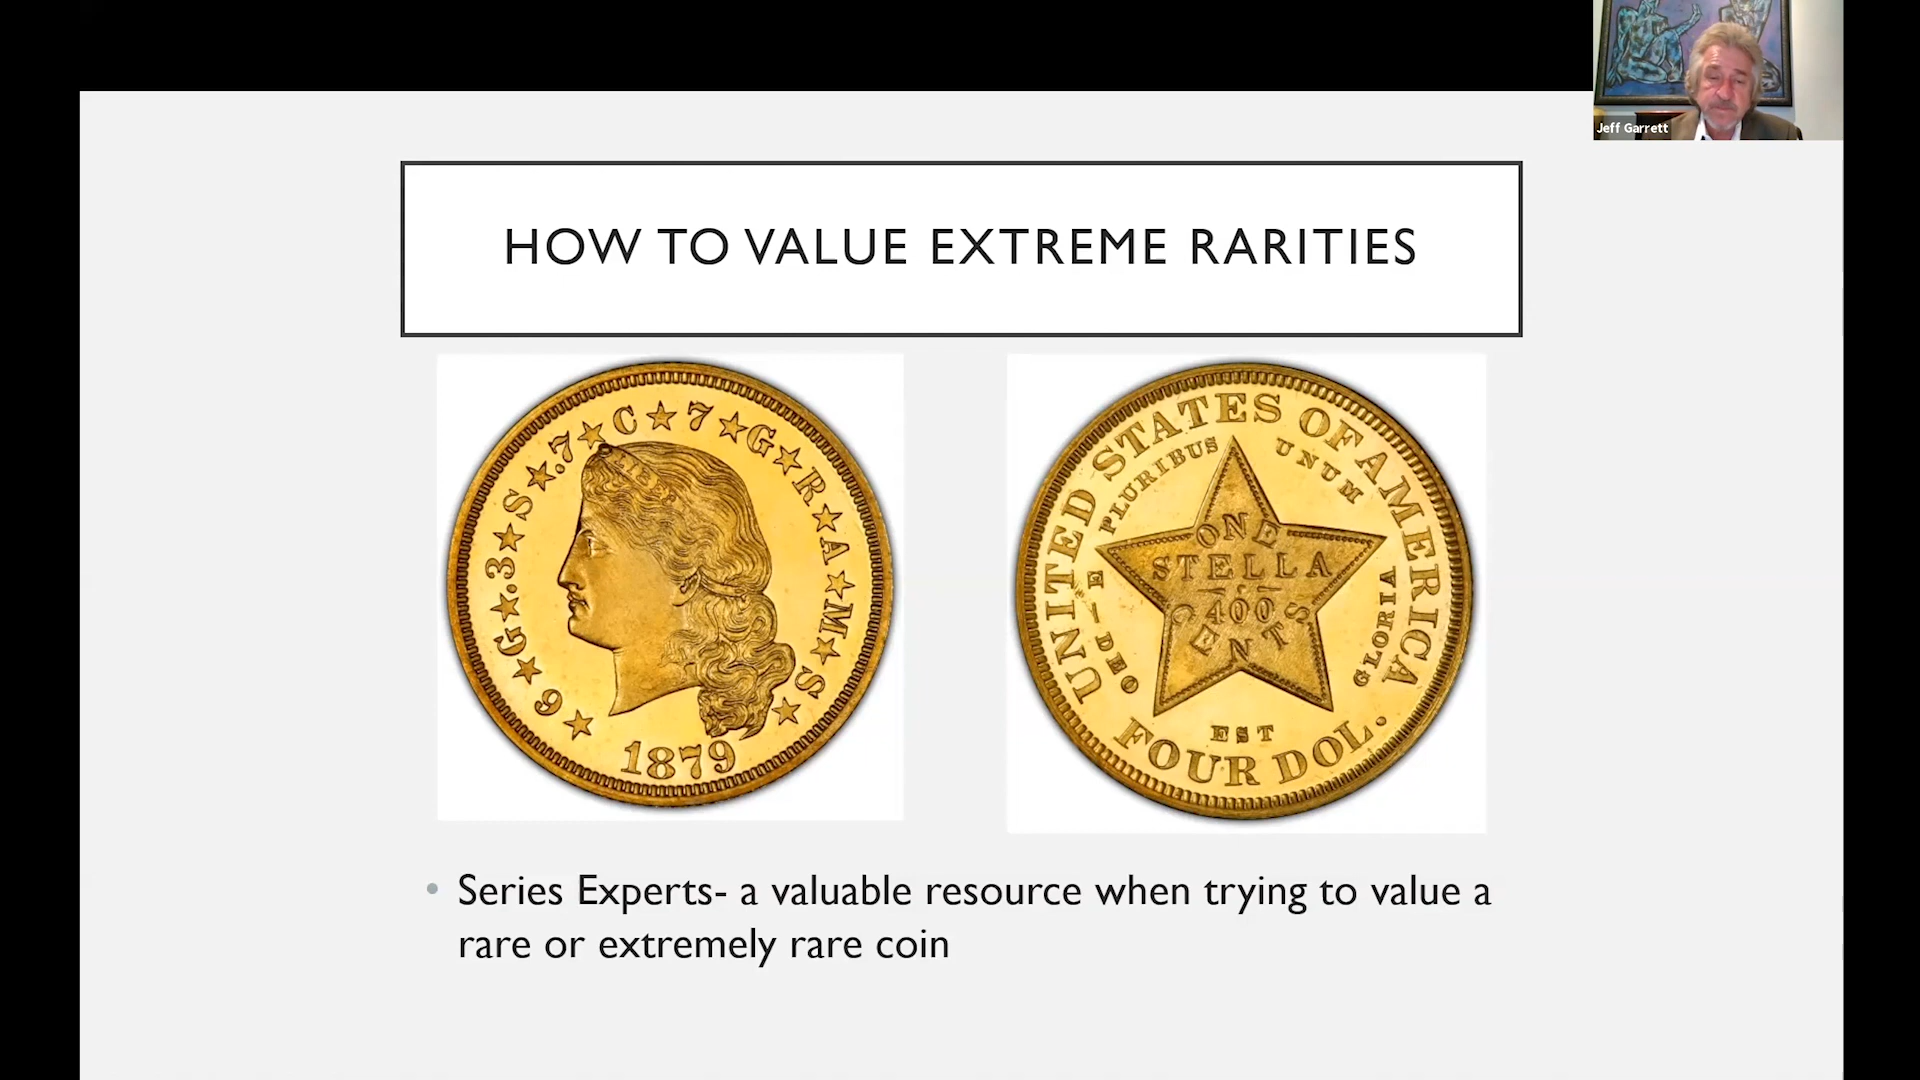 Jeff Garrett
HOW TO VALUE EXTREME RARITIES
★6★G★.3★S★.7★C★7★G★R★A★M★S★
1879
UNITED STATES OF AMERICA
E PLURIBUS UNUM
ONE
STELLA
400
CENTS
DEO EST GLORIA
FOUR DOL.
• Series Experts- a valuable resource when trying to value a
rare or extremely rare coin